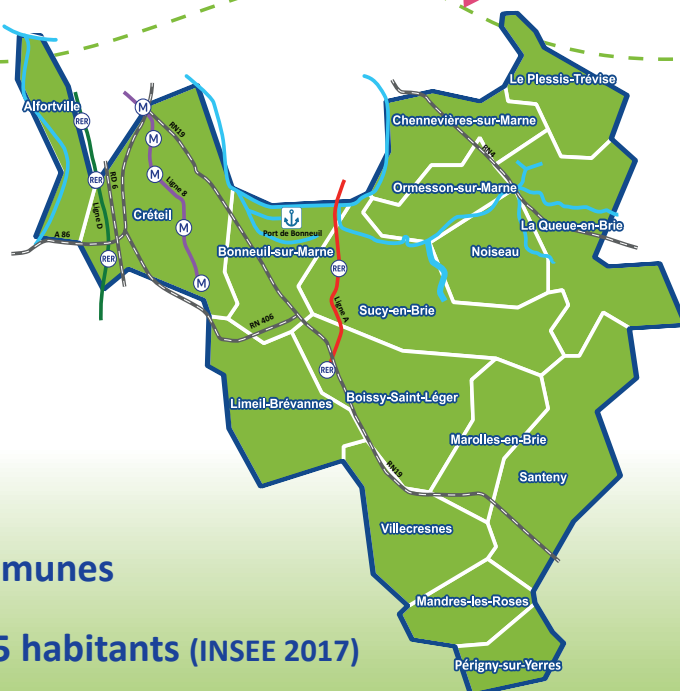 Le Plessis-Trévise
Alfortville
Chennevières-sur-Marne
M
RN19
RER
M
RN4
M
Ormesson-sur-Marne
RER
RD 6
Ligne 8
Ligne D
Créteil
Port de Bonneuil
La Queue-en-Brie
M
A 86
Bonneuil-sur-Marne
Noiseau
RER
RER
M
Ligne A
Sucy-en-Brie
RN 406
RER
Limeil-Brévannes
Boissy-Saint-Léger
Marolles-en-Brie
RN19
Santeny
Villecresnes
munes
Mandres-les-Roses
5 habitants (INSEE 2017)
Périgny-sur-Yerres